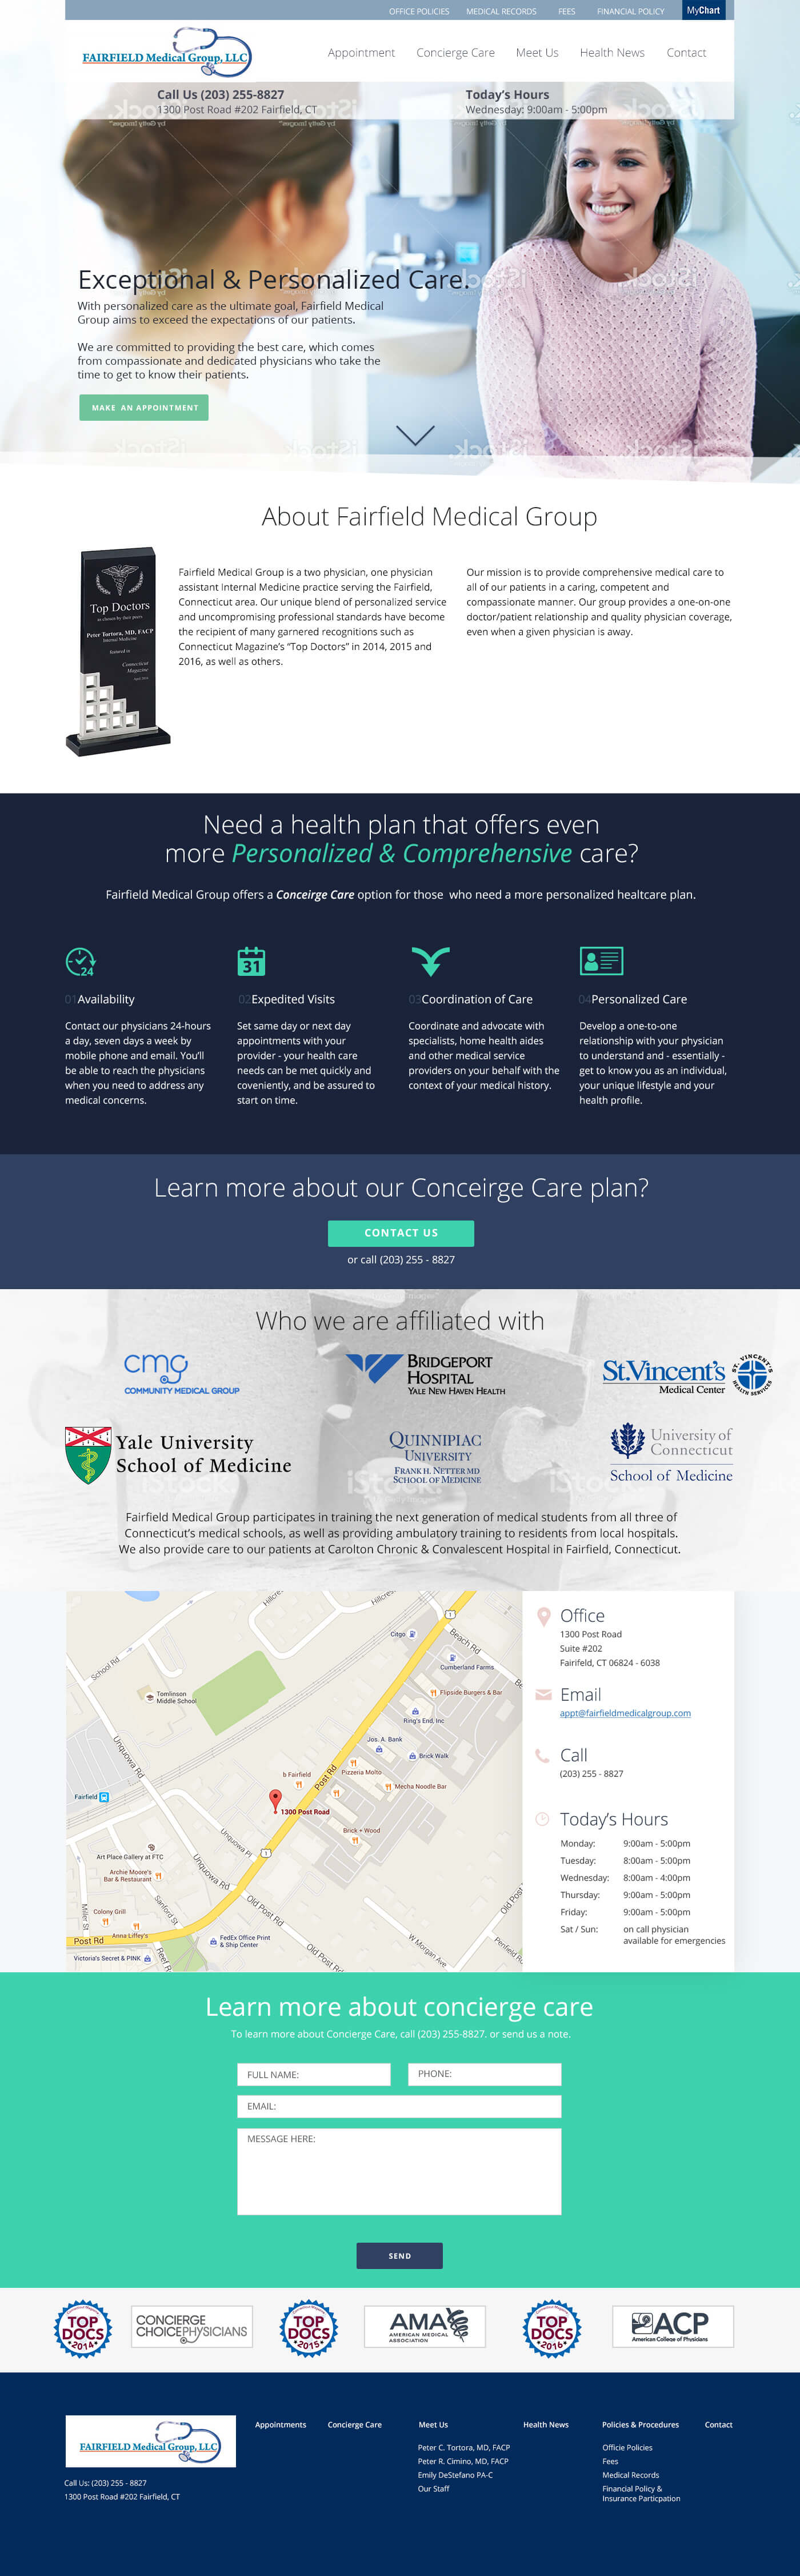 OFFICE POLICIES MEDICAL RECORDS FEES FINANCIAL POLICY MyChart
FAIRFIELD Medical Group, LLC
Appointment Concierge Care Meet Us Health News Contact
Call Us (203) 255-8827
1300 Post Road #202 Fairfield, CT
Today's Hours
Wednesday: 9:00am - 5:00pm
Exceptional & Personalized Care.
With personalized care as the ultimate goal, Fairfield Medical
Group aims to exceed the expectations of our patients.
We are committed to providing the best care, which comes
from compassionate and dedicated physicians who take the
time to get to know their patients.
MAKE AN APPOINTMENT
About Fairfield Medical Group
Top Doctors
as chosen by their peers
Peter Tortora, MD, FACP
Internal Medicine
featured in
Connecticut
Magazine
Fairfield Medical Group is a two physician, one physician
assistant Internal Medicine practice serving the Fairfield,
Connecticut area. Our unique blend of personalized service
and uncompromising professional standards have become
the recipient of many garnered recognitions such as
Connecticut Magazine's "Top Doctors" in 2014, 2015 and
2016, as well as others.
Our mission is to provide comprehensive medical care to
all of our patients in a caring, competent and
compassionate manner. Our group provides a one-on-one
doctor/patient relationship and quality physician coverage,
even when a given physician is away.
Need a health plan that offers even
more Personalized & Comprehensive care?
Fairfield Medical Group offers a Conceirge Care option for those who need a more personalized healtcare plan.
24
01 Availability
Contact our physicians 24-hours
a day, seven days a week by
mobile phone and email. You'll
be able to reach the physicians
when you need to address any
medical concerns.
31
02 Expedited Visits
Set same day or next day
appointments with your
provider - your health care
needs can be met quickly and
coveniently, and be assured to
start on time.
03 Coordination of Care
Coordinate and advocate with
specialists, home health aides
and other medical service
providers on your behalf with the
context of your medical history.
04 Personalized Care
Develop a one-to-one
relationship with your physician
to understand and - essentially -
get to know you as an individual,
your unique lifestyle and your
health profile.
Learn more about our Conceirge Care plan?
CONTACT US
or call (203) 255 - 8827
Who we are affiliated with
cmg
COMMUNITY MEDICAL GROUP
BRIDGEPORT
HOSPITAL
YALE NEW HAVEN HEALTH
St.Vincent's
Medical Center
ST. VINCENT'S
HEALTH SERVICES
Yale University
School of Medicine
QUINNIPIAC
UNIVERSITY
FRANK H. NETTER MD
SCHOOL OF MEDICINE
University of
Connecticut
School of Medicine
Fairfield Medical Group participates in training the next generation of medical students from all three of
Connecticut's medical schools, as well as providing ambulatory training to residents from local hospitals.
We also provide care to our patients at Carolton Chronic & Convalescent Hospital in Fairfield, Connecticut.
Hillcre
Hillcres
1
Citgo
Beach Rd
School Rd
Cumberland Farms
Tomlinson
Middle School
Flipside Burgers & Bar
Be
Ring's End, Inc
Unquowa Rd
Jos. A. Bank
Brick Walk
b Fairfield
Pizzeria Molto
Post Rd
Mecha Noodle Bar
Fairfield
1300 Post Road
Brick + Wood
Unquowa Pl
1
Art Place Gallery at FTC
Archie Moore's
Bar & Restaurant
Unquowa Rd
Sanford St
Old Post Rd
Old Post
Miller St
Colony Grill
Anna Liffey's
Post Rd
FedEx Office Print
& Ship Center
W Morgan Ave
Penfield R
Victoria's Secret & PINK
Reef R
Old Post Rd
Office
1300 Post Road
Suite #202
Fairifeld, CT 06824 - 6038
Email
appt@fairfieldmedicalgroup.com
Call
(203) 255 - 8827
Today's Hours
Monday: 9:00am - 5:00pm
Tuesday: 8:00am - 5:00pm
Wednesday: 8:00am - 4:00pm
Thursday: 9:00am - 5:00pm
Friday: 9:00am - 5:00pm
Sat / Sun: on call physician
available for emergencies
Learn more about concierge care
To learn more about Concierge Care, call (203) 255-8827. or send us a note.
FULL NAME: PHONE:
EMAIL:
MESSAGE HERE:
SEND
TOP
DOCS
2014
CONCIERGE
CHOICEPHYSICIANS
TOP
DOCS
2015
AMA
AMERICAN MEDICAL
ASSOCIATION
TOP
DOCS
2016
ACP
American College of Physicians
FAIRFIELD Medical Group, LLC
Call Us: (203) 255 - 8827
1300 Post Road #202 Fairfield, CT
Appointments
Concierge Care
Meet Us
Peter C. Tortora, MD, FACP
Peter R. Cimino, MD, FACP
Emily DeStefano PA-C
Our Staff
Health News
Policies & Procedures
Officie Policies
Fees
Medical Records
Financial Policy &
Insurance Particpation
Contact